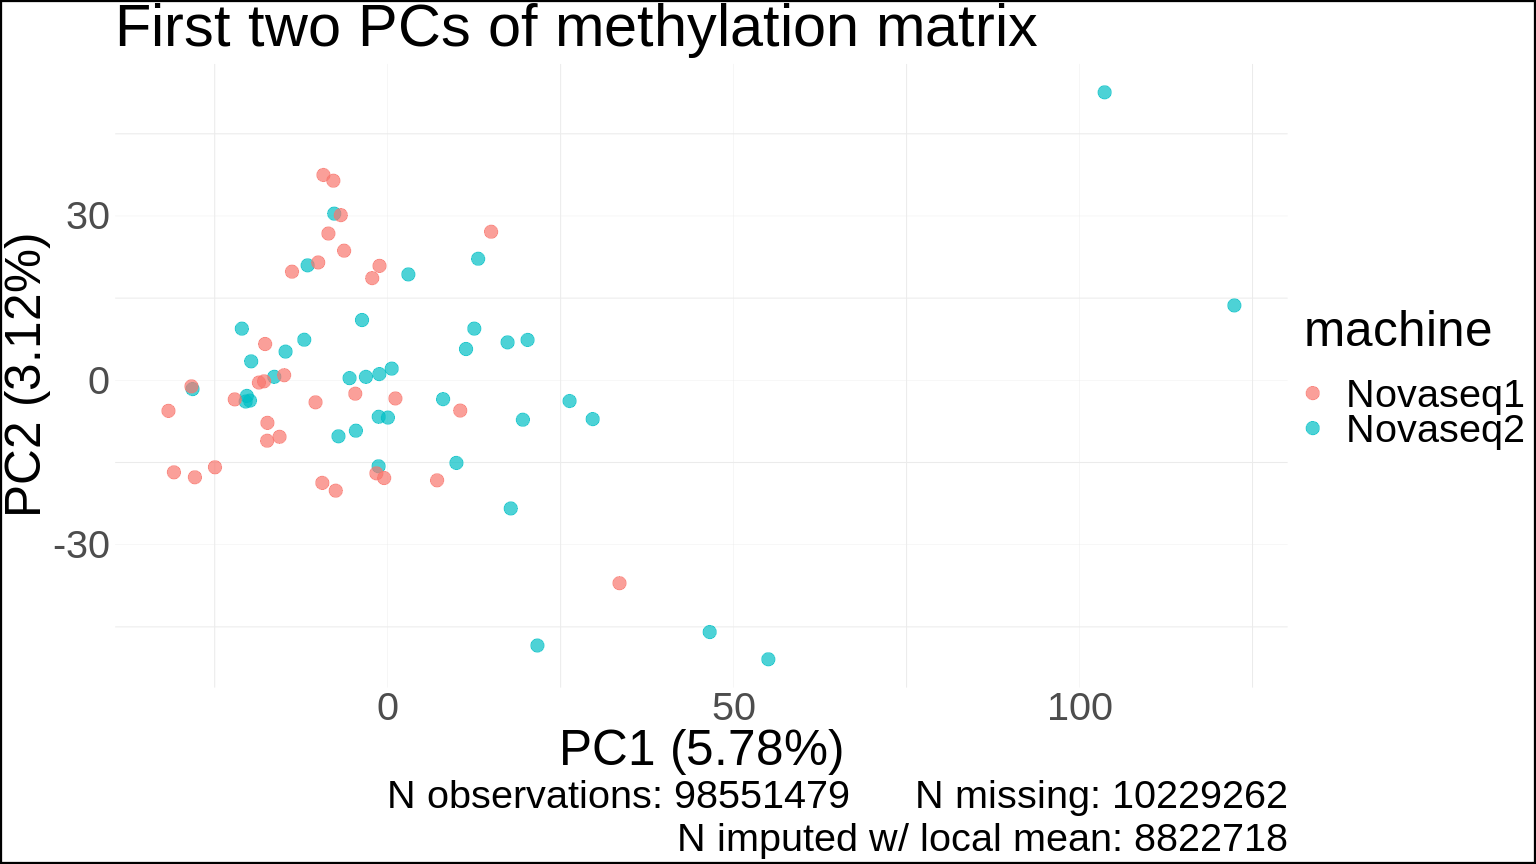 First two PCs of methylation matrix
PC2 (3.12%)
30
0
-30
0
50
100
PC1 (5.78%)
machine
Novaseq1
Novaseq2
N observations: 98551479 N missing: 10229262
N imputed w/ local mean: 8822718